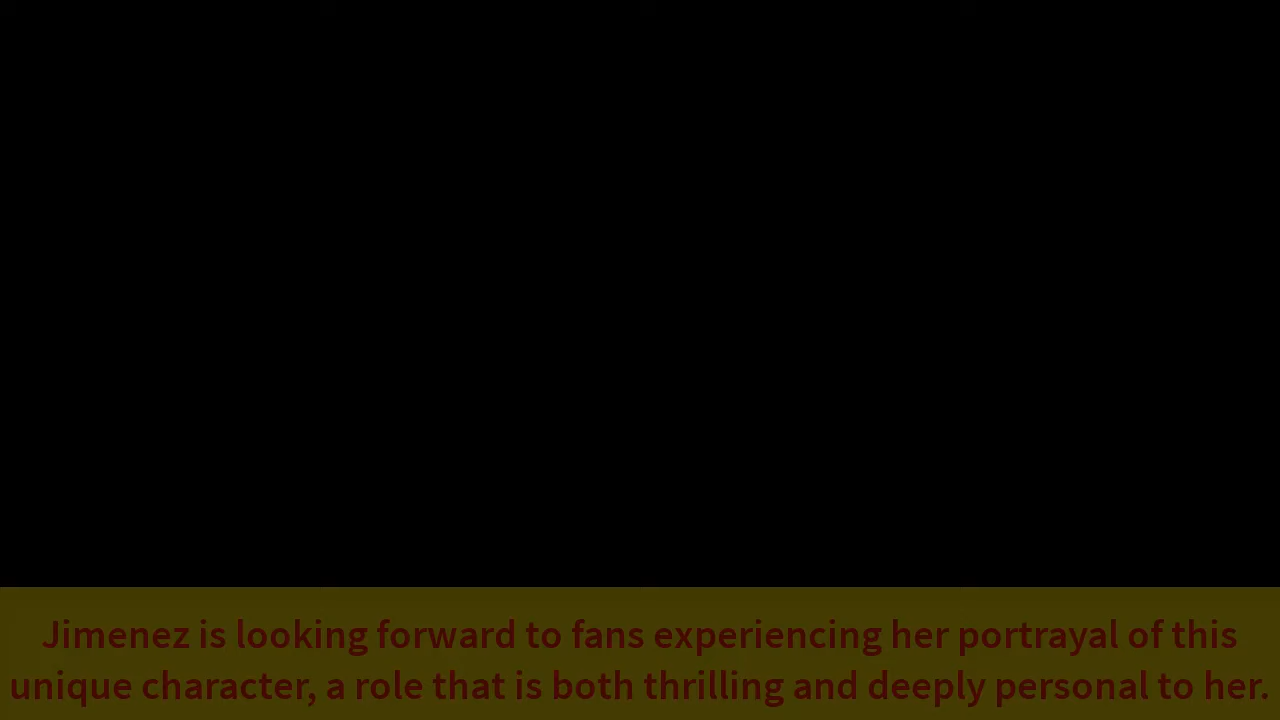 Jimenez is looking forward to fans experiencing her portrayal of this
unique character, a role that is both thrilling and deeply personal to her.